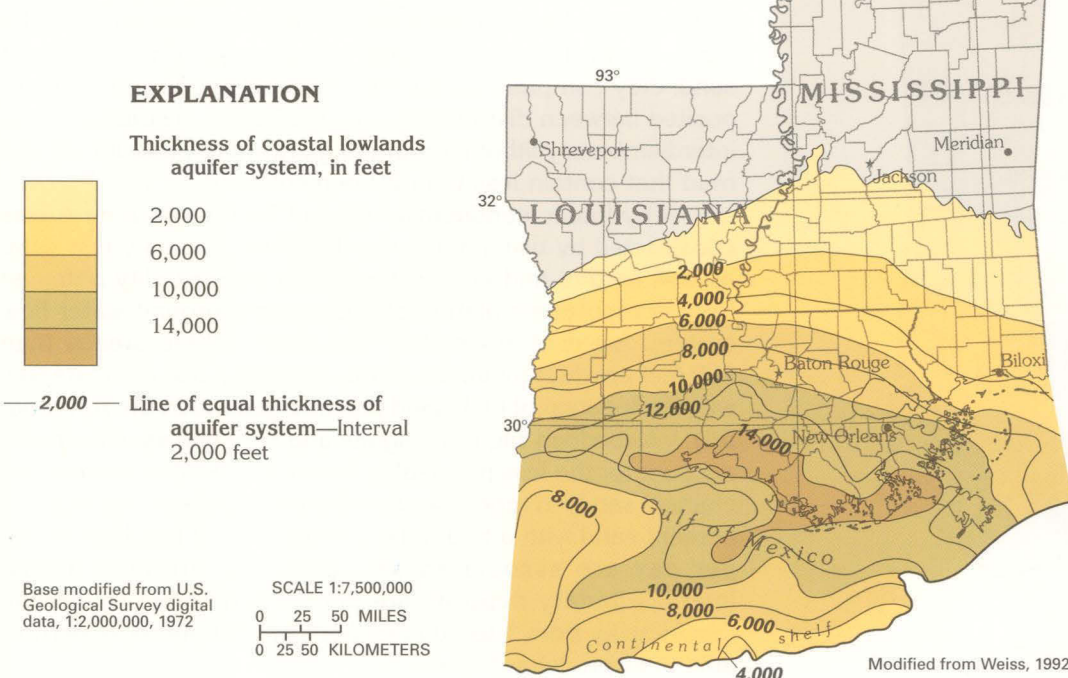 EXPLANATION
Thickness of coastal lowlands
aquifer system, in feet
2,000
6,000
10,000
14,000
2,000
Line of equal thickness of
aquifer system—Interval
2,000 feet
Base modified from U.S.
Geological Survey digital
data, 1:2,000,000, 1972
SCALE 1:7,500,000
0 25 50 MILES
0 25 50 KILOMETERS
93°
MISSISSIPPI
Shreveport
Meridian
Jackson
32°
LOUISIANA
2,000
4,000
6,000
8,000
Baton Rouge
Biloxi
10,000
12,000
30°
14,000
New Orleans
8,000
Gulf of Mexico
10,000
8,000
6,000
Continental shelf
4,000
Modified from Weiss, 1992